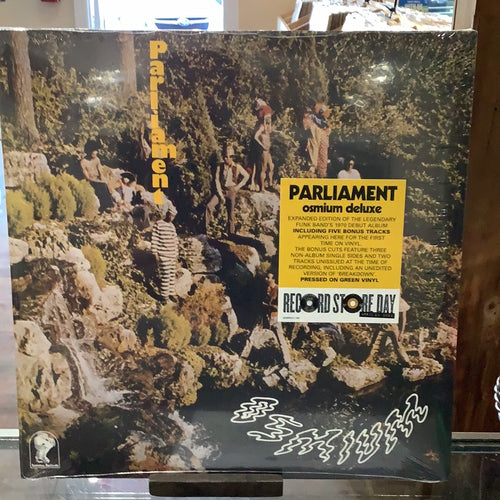 parliament
PARLIAMENT
osmium deluxe
EXPANDED EDITION OF THE LEGENDARY
FUNK BAND'S 1970 DEBUT ALBUM
INCLUDING FIVE BONUS TRACKS
APPEARING HERE FOR THE FIRST
TIME ON VINYL.
THE BONUS CUTS FEATURE THREE
NON-ALBUM SINGLE SIDES AND TWO
TRACKS UNISSUED AT THE TIME OF
RECORDING, INCLUDING AN UNEDITED
VERSION OF 'BREAKDOWN'.
PRESSED ON GREEN VINYL
RECORD STORE DAY
osmium